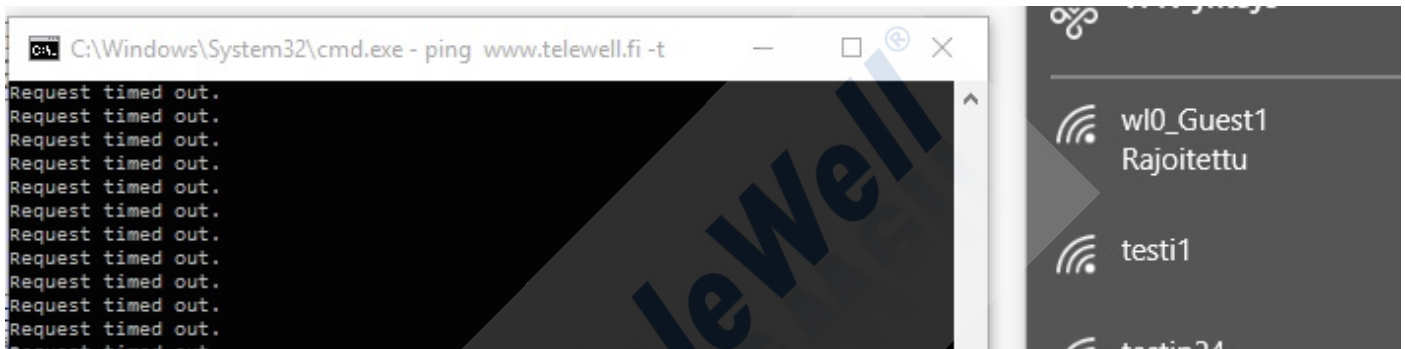 C:\Windows\System32\cmd.exe - ping www.telewell.fi -t
Request timed out.
Request timed out.
Request timed out.
Request timed out.
Request timed out.
Request timed out.
Request timed out.
Request timed out.
Request timed out.
Request timed out.
Request timed out.
leWell®
wl0_Guest1
Rajoitettu
testi1